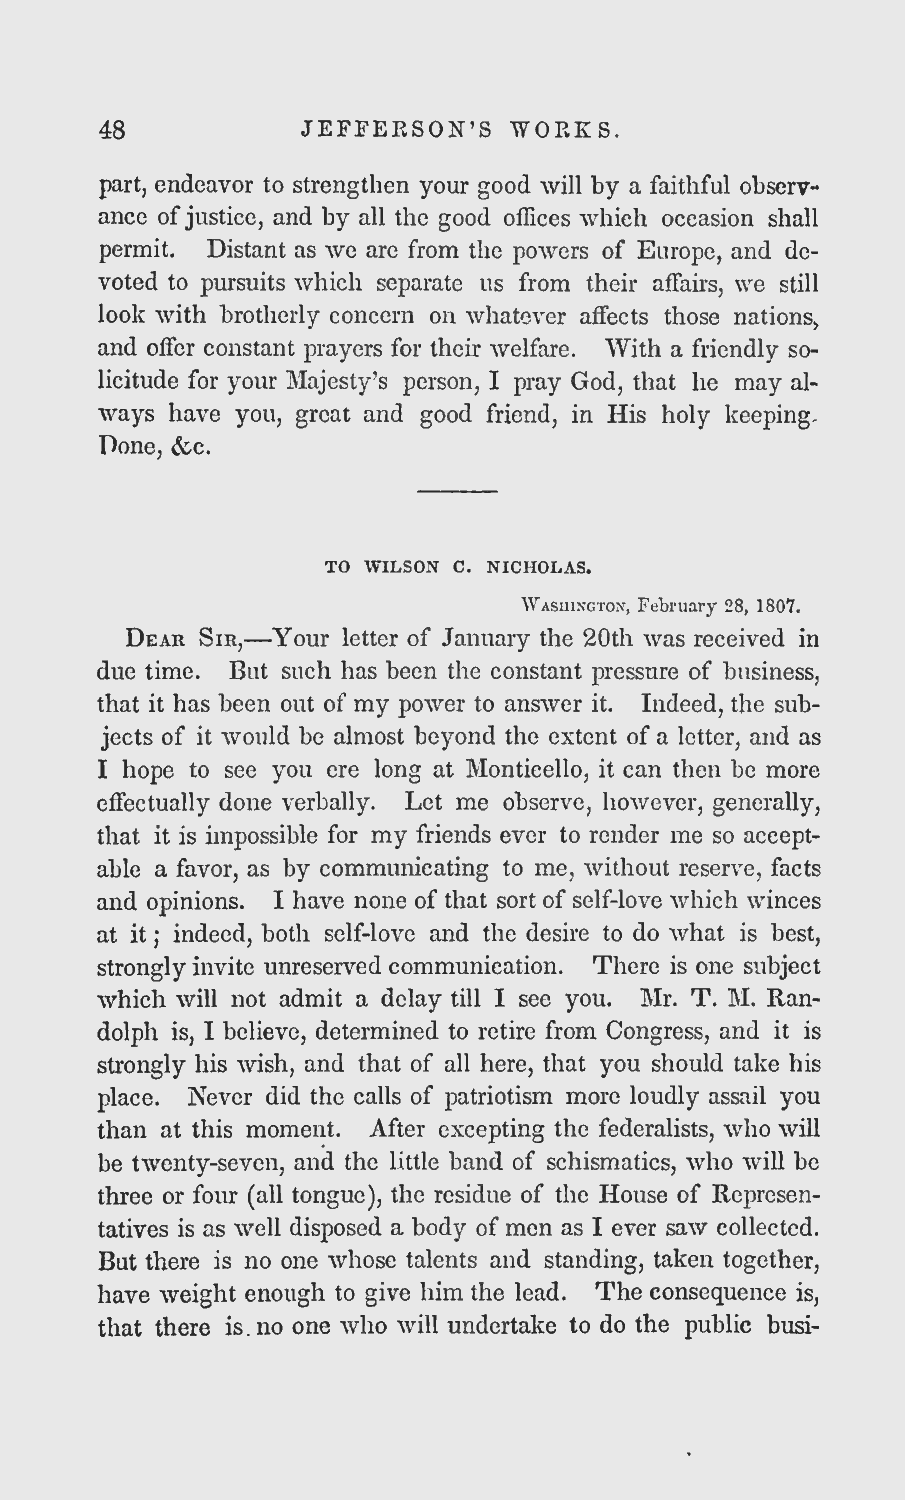 48 JEFFERSON'S WORKS.
part, endeavor to strengthen your good will by a faithful observ-
ance of justice, and by all the good offices which occasion shall
permit. Distant as we are from the powers of Europe, and de-
voted to pursuits which separate us from their affairs, we still
look with brotherly concern on whatever affects those nations,
and offer constant prayers for their welfare. With a friendly so-
licitude for your Majesty's person, I pray God, that he may al-
ways have you, great and good friend, in His holy keeping.
Done, &c.
TO WILSON C. NICHOLAS.
WASHINGTON, February 28, 1807.
DEAR SIR,—Your letter of January the 20th was received in
due time. But such has been the constant pressure of business,
that it has been out of my power to answer it. Indeed, the sub-
jects of it would be almost beyond the extent of a letter, and as
I hope to see you ere long at Monticello, it can then be more
effectually done verbally. Let me observe, however, generally,
that it is impossible for my friends ever to render me so accept-
able a favor, as by communicating to me, without reserve, facts
and opinions. I have none of that sort of self-love which winces
at it; indeed, both self-love and the desire to do what is best,
strongly invite unreserved communication. There is one subject
which will not admit a delay till I see you. Mr. T. M. Ran-
dolph is, I believe, determined to retire from Congress, and it is
strongly his wish, and that of all here, that you should take his
place. Never did the calls of patriotism more loudly assail you
than at this moment. After excepting the federalists, who will
be twenty-seven, and the little band of schismatics, who will be
three or four (all tongue), the residue of the House of Represen-
tatives is as well disposed a body of men as I ever saw collected.
But there is no one whose talents and standing, taken together,
have weight enough to give him the lead. The consequence is,
that there is no one who will undertake to do the public busi-